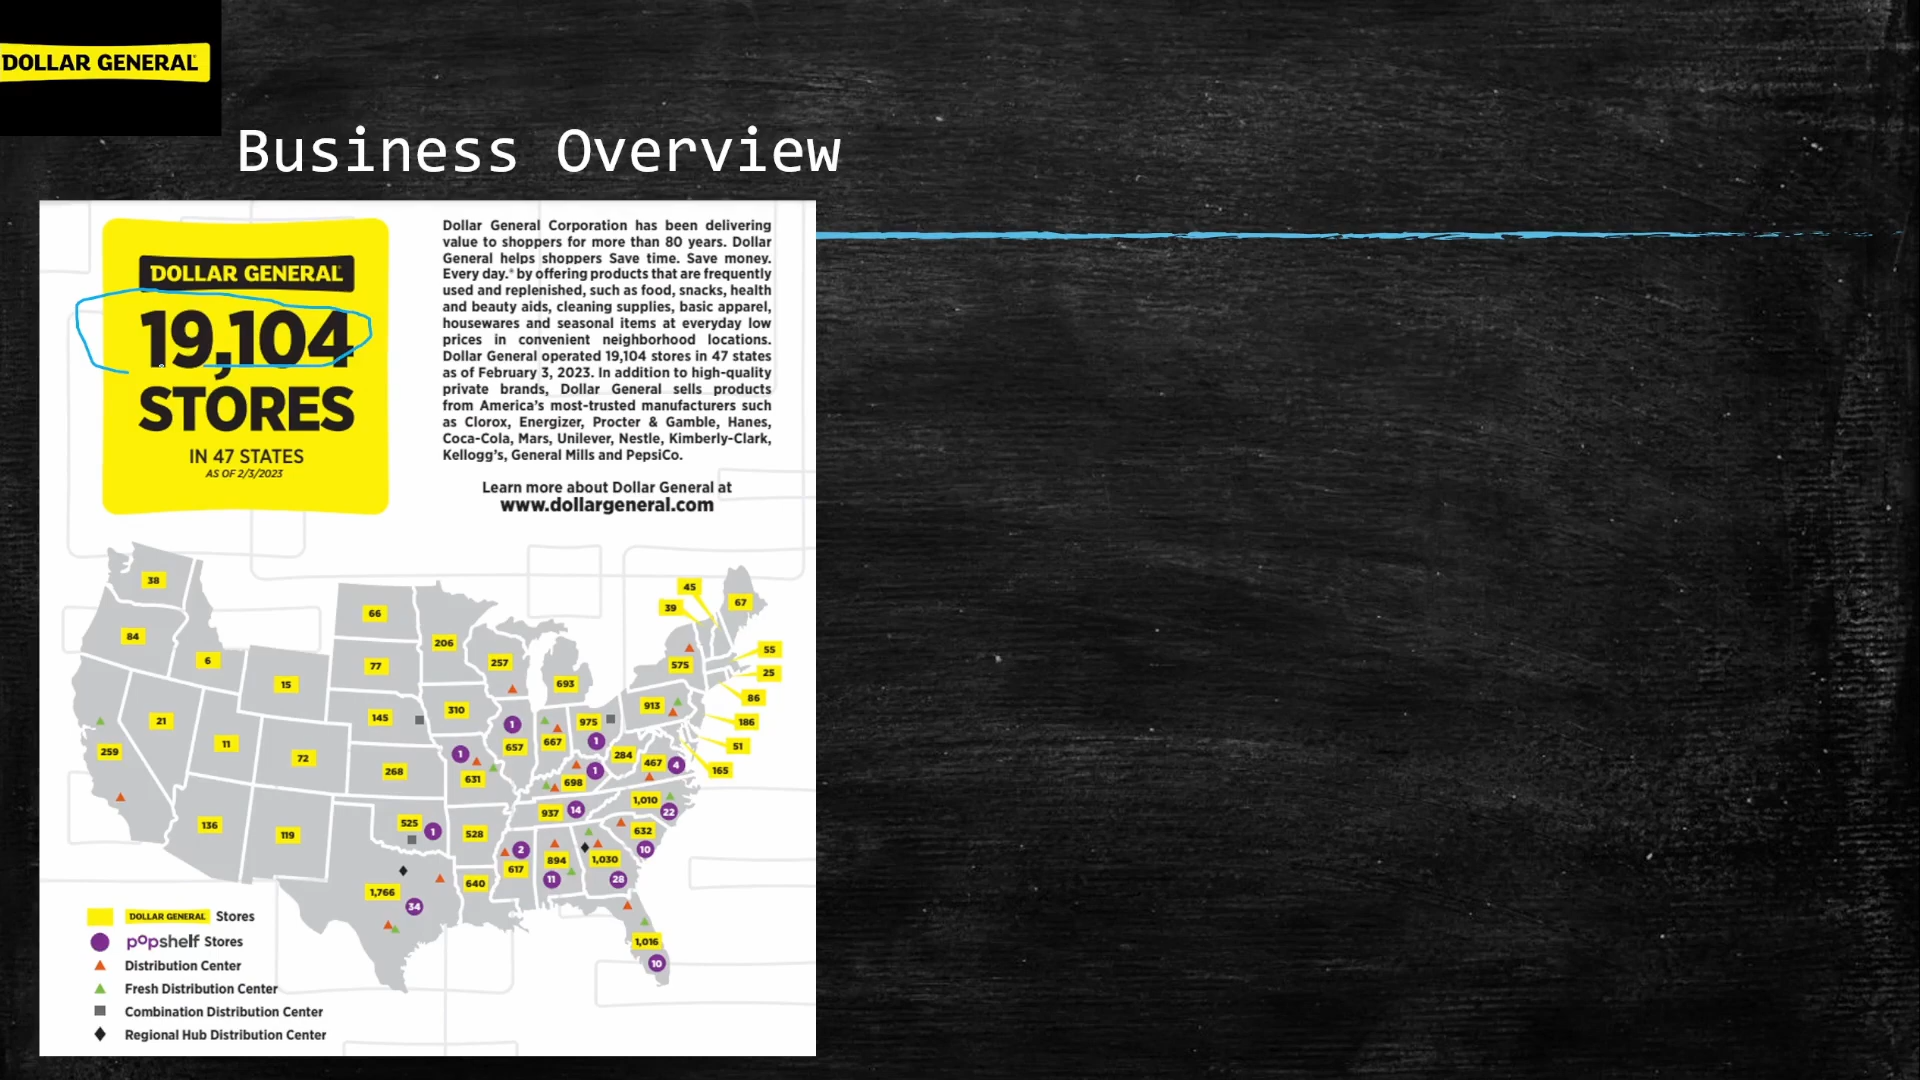 DOLLAR GENERAL
Business Overview
DOLLAR GENERAL
19,104
STORES
IN 47 STATES
AS OF 2/3/2023
Dollar General Corporation has been delivering
value to shoppers for more than 80 years. Dollar
General helps shoppers Save time. Save money.
Every day.® by offering products that are frequently
used and replenished, such as food, snacks, health
and beauty aids, cleaning supplies, basic apparel,
housewares and seasonal items at everyday low
prices in convenient neighborhood locations.
Dollar General operated 19,104 stores in 47 states
as of February 3, 2023. In addition to high-quality
private brands, Dollar General sells products
from America's most-trusted manufacturers such
as Clorox, Energizer, Procter & Gamble, Hanes,
Coca-Cola, Mars, Unilever, Nestle, Kimberly-Clark,
Kellogg's, General Mills and PepsiCo.
Learn more about Dollar General at
www.dollargeneral.com
38
45
67
39
66
84
206
55
6
257
575
77
25
15
693
86
913
310
145
21
1
975
186
11
667
1
657
51
259
1
284
72
467
4
165
268
1
631
698
1,010
937
14
22
136
525
1
528
632
119
2
10
894
1,030
617
11
28
640
1,766
34
1,016
10
DOLLAR GENERAL Stores
popshelf Stores
Distribution Center
Fresh Distribution Center
Combination Distribution Center
Regional Hub Distribution Center